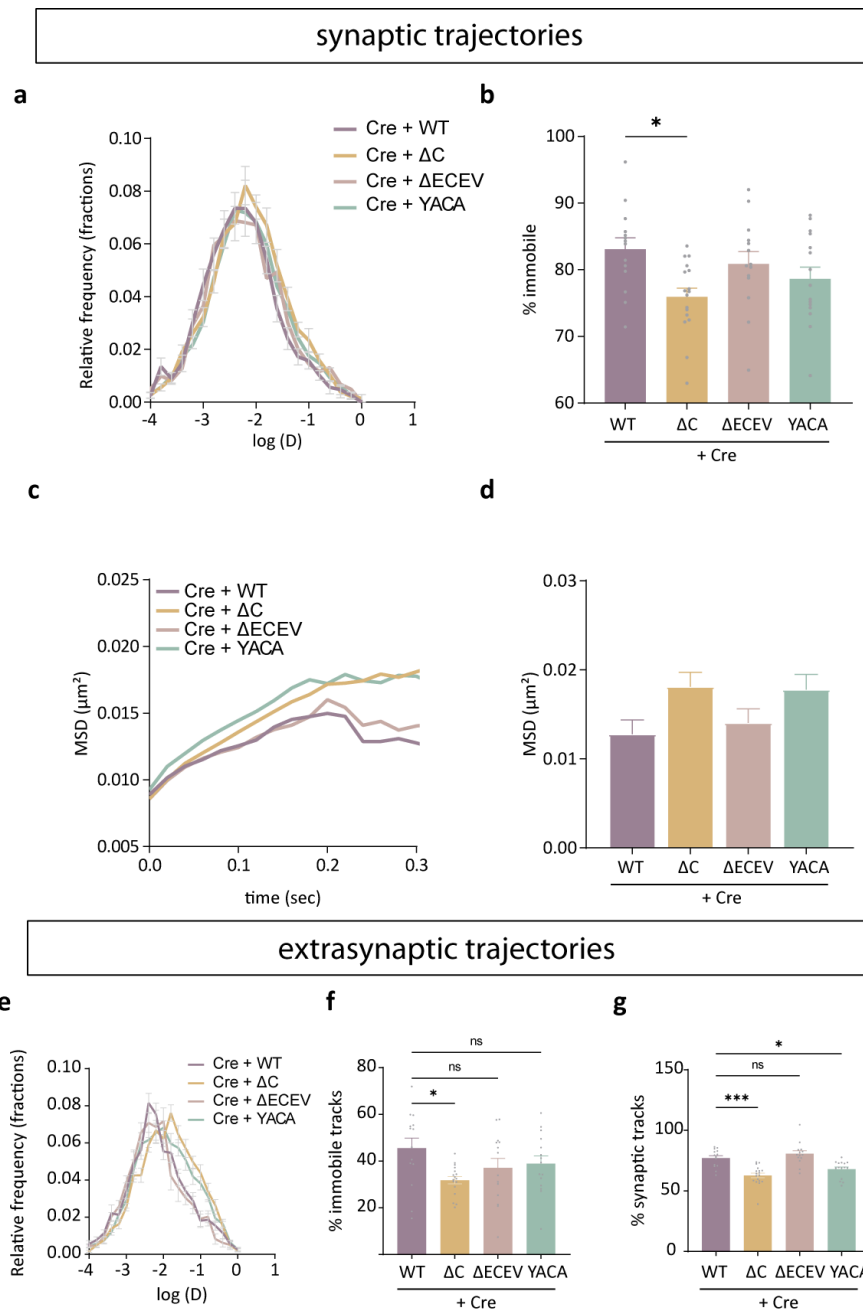 synaptic trajectories
a
Cre + WT
Cre + ΔC
Cre + ΔECEV
Cre + YACA
0.10
0.08
0.06
0.04
0.02
0.00
Relative frequency (fractions)
-4 -3 -2 -1 0 1
log (D)
b
*
100
90
80
70
60
% immobile
WT ΔC ΔECEV YACA
+ Cre
c
Cre + WT
Cre + ΔC
Cre + ΔECEV
Cre + YACA
0.025
0.020
0.015
0.010
0.005
MSD (µm²)
0.0 0.1 0.2 0.3
time (sec)
d
0.03
0.02
0.01
0.00
MSD (µm²)
WT ΔC ΔECEV YACA
+ Cre
extrasynaptic trajectories
e
Cre + WT
Cre + ΔC
Cre + ΔECEV
Cre + YACA
0.10
0.08
0.06
0.04
0.02
0.00
Relative frequency (fractions)
-4 -3 -2 -1 0 1
log (D)
f
ns
ns
*
80
60
40
20
% immobile tracks
WT ΔC ΔECEV YACA
+ Cre
g
*
ns
***
150
100
50
0
% synaptic tracks
WT ΔC ΔECEV YACA
+ Cre